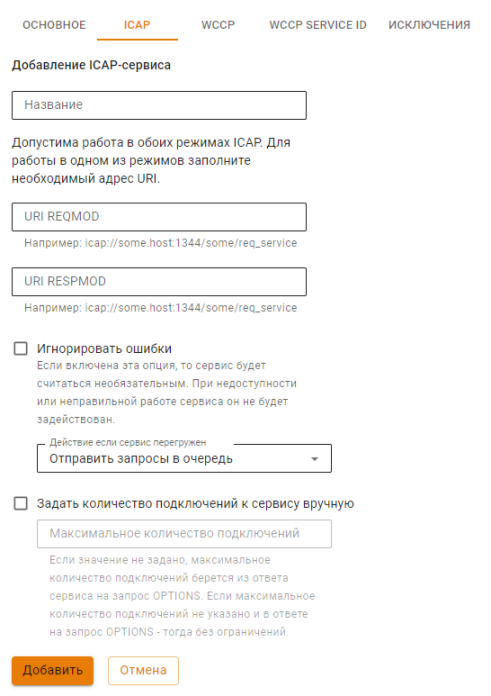 ОСНОВНОЕ ICAP WCCP WCCP SERVICE ID ИСКЛЮЧЕНИЯ
Добавление ICAP-сервиса
Название
Допустима работа в обоих режимах ICAP. Для
работы в одном из режимов заполните
необходимый адрес URI.
URI REQMOD
Например: icap://some.host:1344/some/req_service
URI RESPMOD
Например: icap://some.host:1344/some/req_service
Игнорировать ошибки
Если включена эта опция, то сервис будет
считаться необязательным. При недоступности
или неправильной работе сервиса он не будет
задействован.
Действие если сервис перегружен
Отправить запросы в очередь
Задать количество подключений к сервису вручную
Максимальное количество подключений
Если значение не задано, максимальное
количество подключений берется из ответа
сервиса на запрос OPTIONS. Если максимальное
количество подключений не указано и в ответе
на запрос OPTIONS - тогда без ограничений.
Добавить Отмена